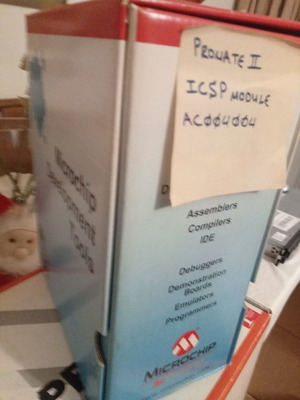 PROMATE II
ICSP MODULE
AC004004
Assemblers
Compilers
IDE
Debuggers
Demonstration
Boards
Emulators
Programmers
MICROCHIP
Microchip
Development
Tools